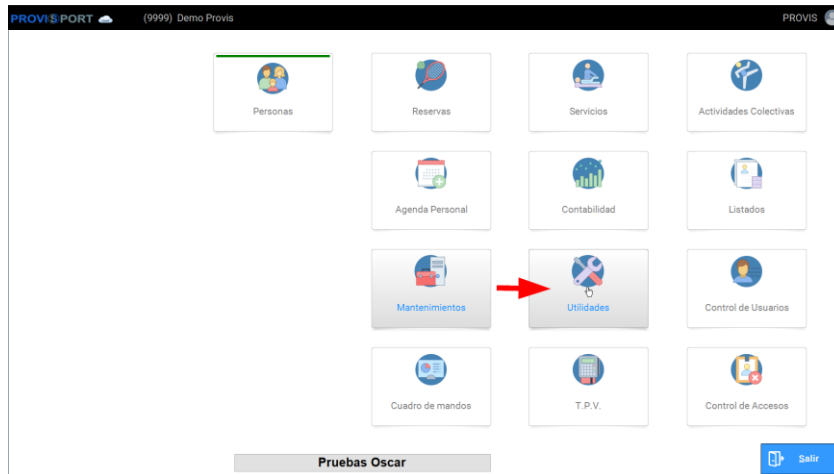 PROVISPORT (9999) Demo Provis PROVIS
Personas Reservas Servicios Actividades Colectivas
Agenda Personal Contabilidad Listados
Mantenimientos Utilidades Control de Usuarios
Cuadro de mandos T.P.V. Control de Accesos
Pruebas Oscar Salir